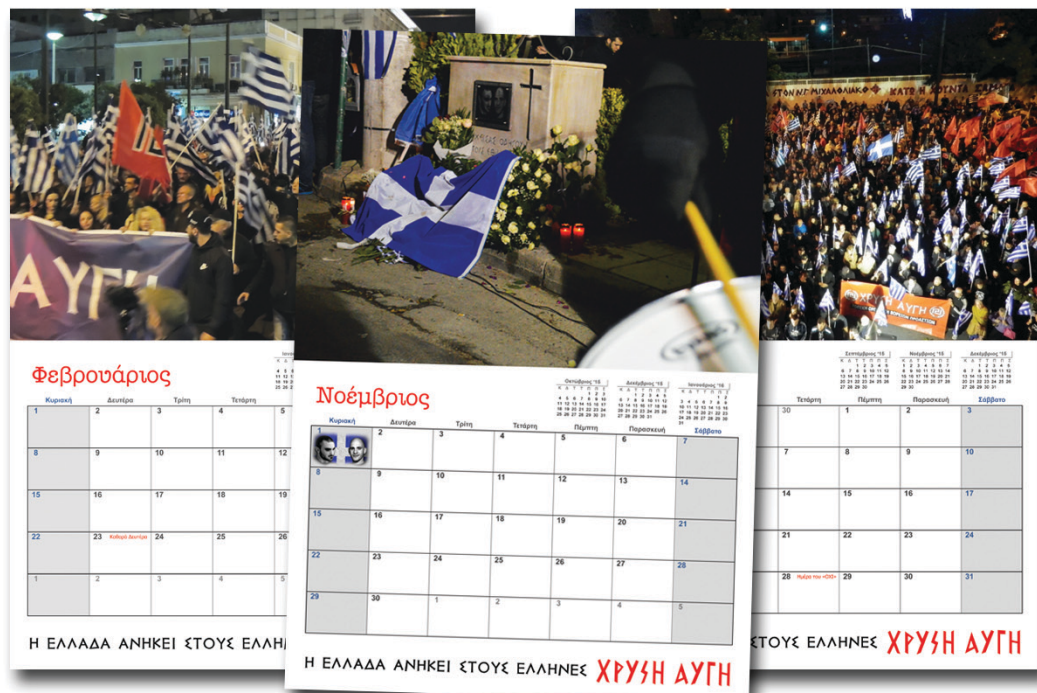 ΑΥΓΗ
Φεβρουάριος
Κυριακή Δευτέρα Τρίτη Τετάρτη
1 2 3 4 5
8 9 10 11 12
15 16 17 18 19
22 23 Καθαρά Δευτέρα 24 25 26
1 2 3 4 5
Η ΕΛΛΑΔΑ ΑΝΗΚΕΙ ΣΤΟΥΣ
Νοέμβριος
Οκτώβριος '15 Δεκέμβριος '15 Ιανουάριος '15
Κυριακή Δευτέρα Τρίτη Τετάρτη Πέμπτη Παρασκευή Σάββατο
1 2 3 4 5 6 7
8 9 10 11 12 13 14
15 16 17 18 19 20 21
22 23 24 25 26 27 28
29 30 1 2 3 4 5
Η ΕΛΛΑΔΑ ΑΝΗΚΕΙ ΣΤΟΥΣ ΕΛΛΗΝΕΣ ΧΡΥΣΗ ΑΥΓΗ
ΣΤΟΝ Ν.Γ. ΜΙΧΑΛΟΛΙΑΚΟ ΚΑΤΩ Η ΧΟΥΝΤΑ
ΧΡΥΣΗ ΑΥΓΗ
Σεπτέμβριος '15 Νοέμβριος '15 Δεκέμβριος '15
Τετάρτη Πέμπτη Παρασκευή Σάββατο
30 1 2 3
7 8 9 10
14 15 16 17
21 22 23 24
28 Ημέρα του «ΟΧΙ» 29 30 31
ΣΤΟΥΣ ΕΛΛΗΝΕΣ ΧΡΥΣΗ ΑΥΓΗ